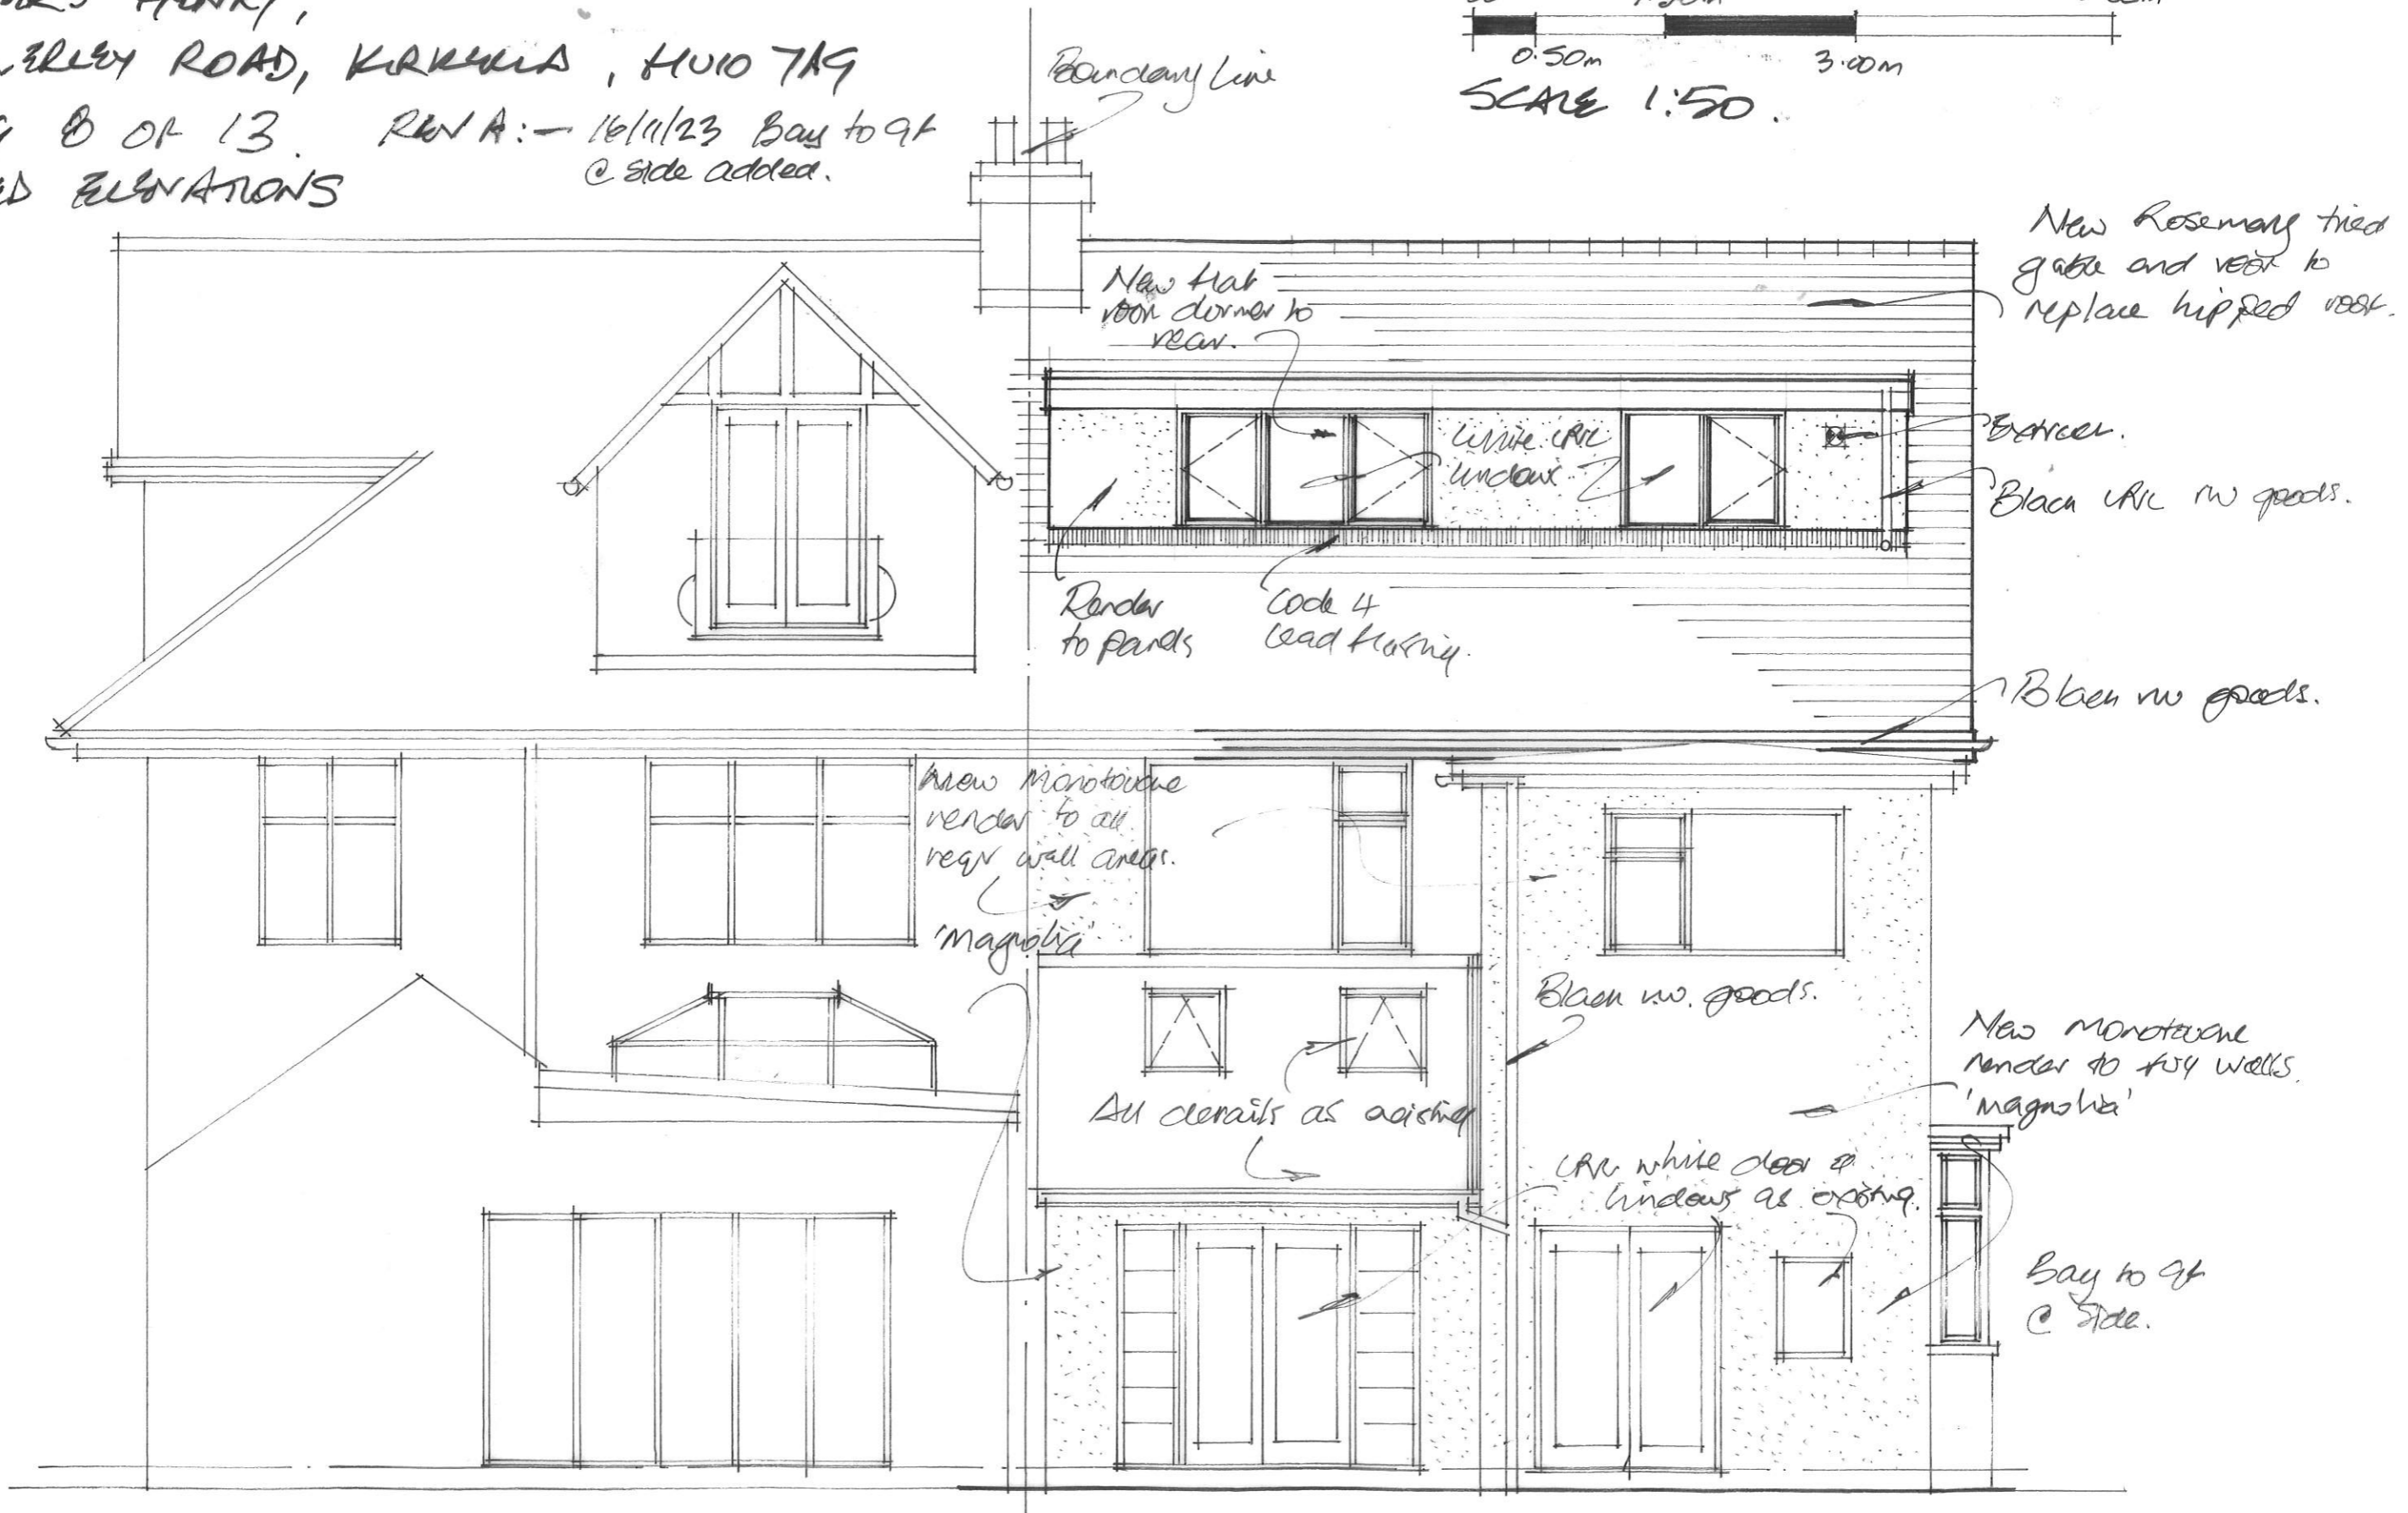 HENRY,
ERLEY ROAD, KIRKELLA, HU10 7AG
8 OF 13. REV A:- 16/11/23 Bay to gf
@ side added.
ED ELEVATIONS
Boundary Line
0.50m 3.00m
SCALE 1:50.
New Rosemary tiled
gable and roof to
replace hipped roof.
New flat
roof dormer to
rear.
White uPVC
windows
Extract.
Black uPVC rw goods.
Render
to panels
Code 4
Lead flashing.
Black rw goods.
New Monotouche
render to all
rear wall areas.
'Magnolia'
Black r.w. goods.
New Monotouche
render to walls.
'Magnolia'
All details as existing
uPVC white door &
windows as existing.
Bay to gf
@ side.